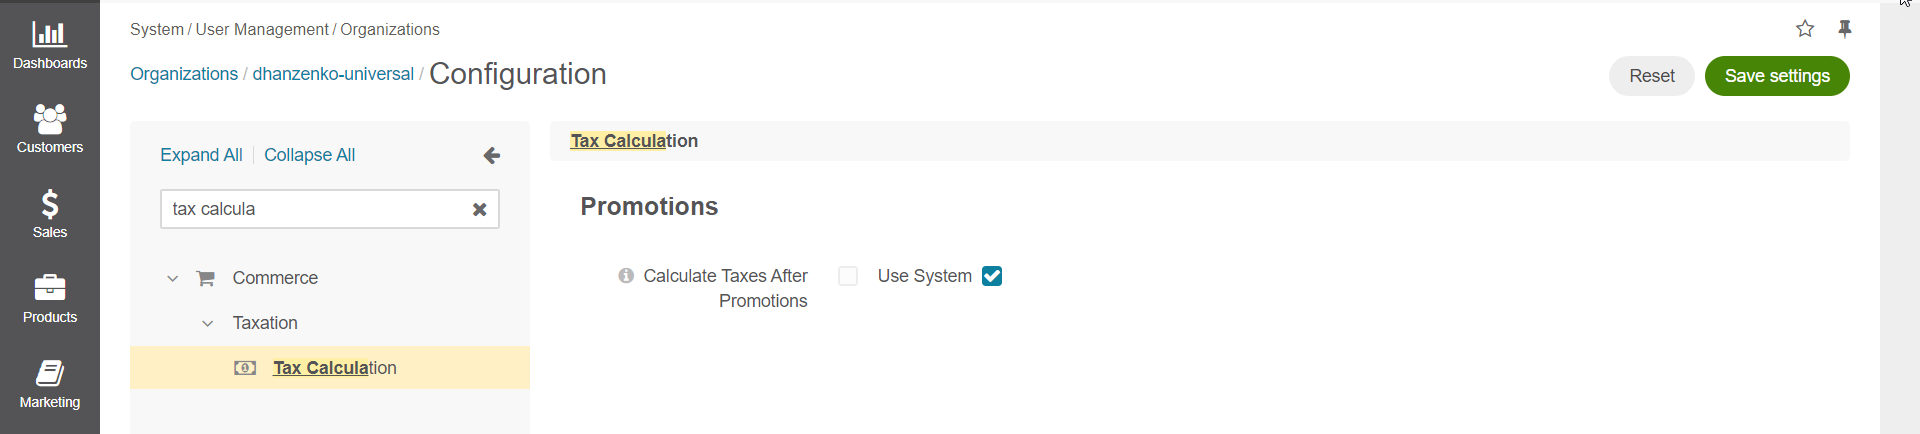 Dashboards
Customers
Sales
Products
Marketing
System / User Management / Organizations
Organizations / dhanzenko-universal / Configuration
Reset
Save settings
Expand All
Collapse All
tax calcula
Commerce
Taxation
Tax Calculation
Tax Calculation
Promotions
Calculate Taxes After
Promotions
Use System